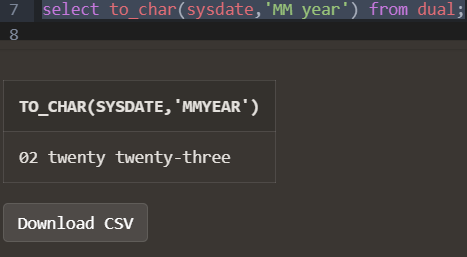 7 select to_char(sysdate,'MM year') from dual;
8
TO_CHAR(SYSDATE,'MMYEAR')
02 twenty twenty-three
Download CSV